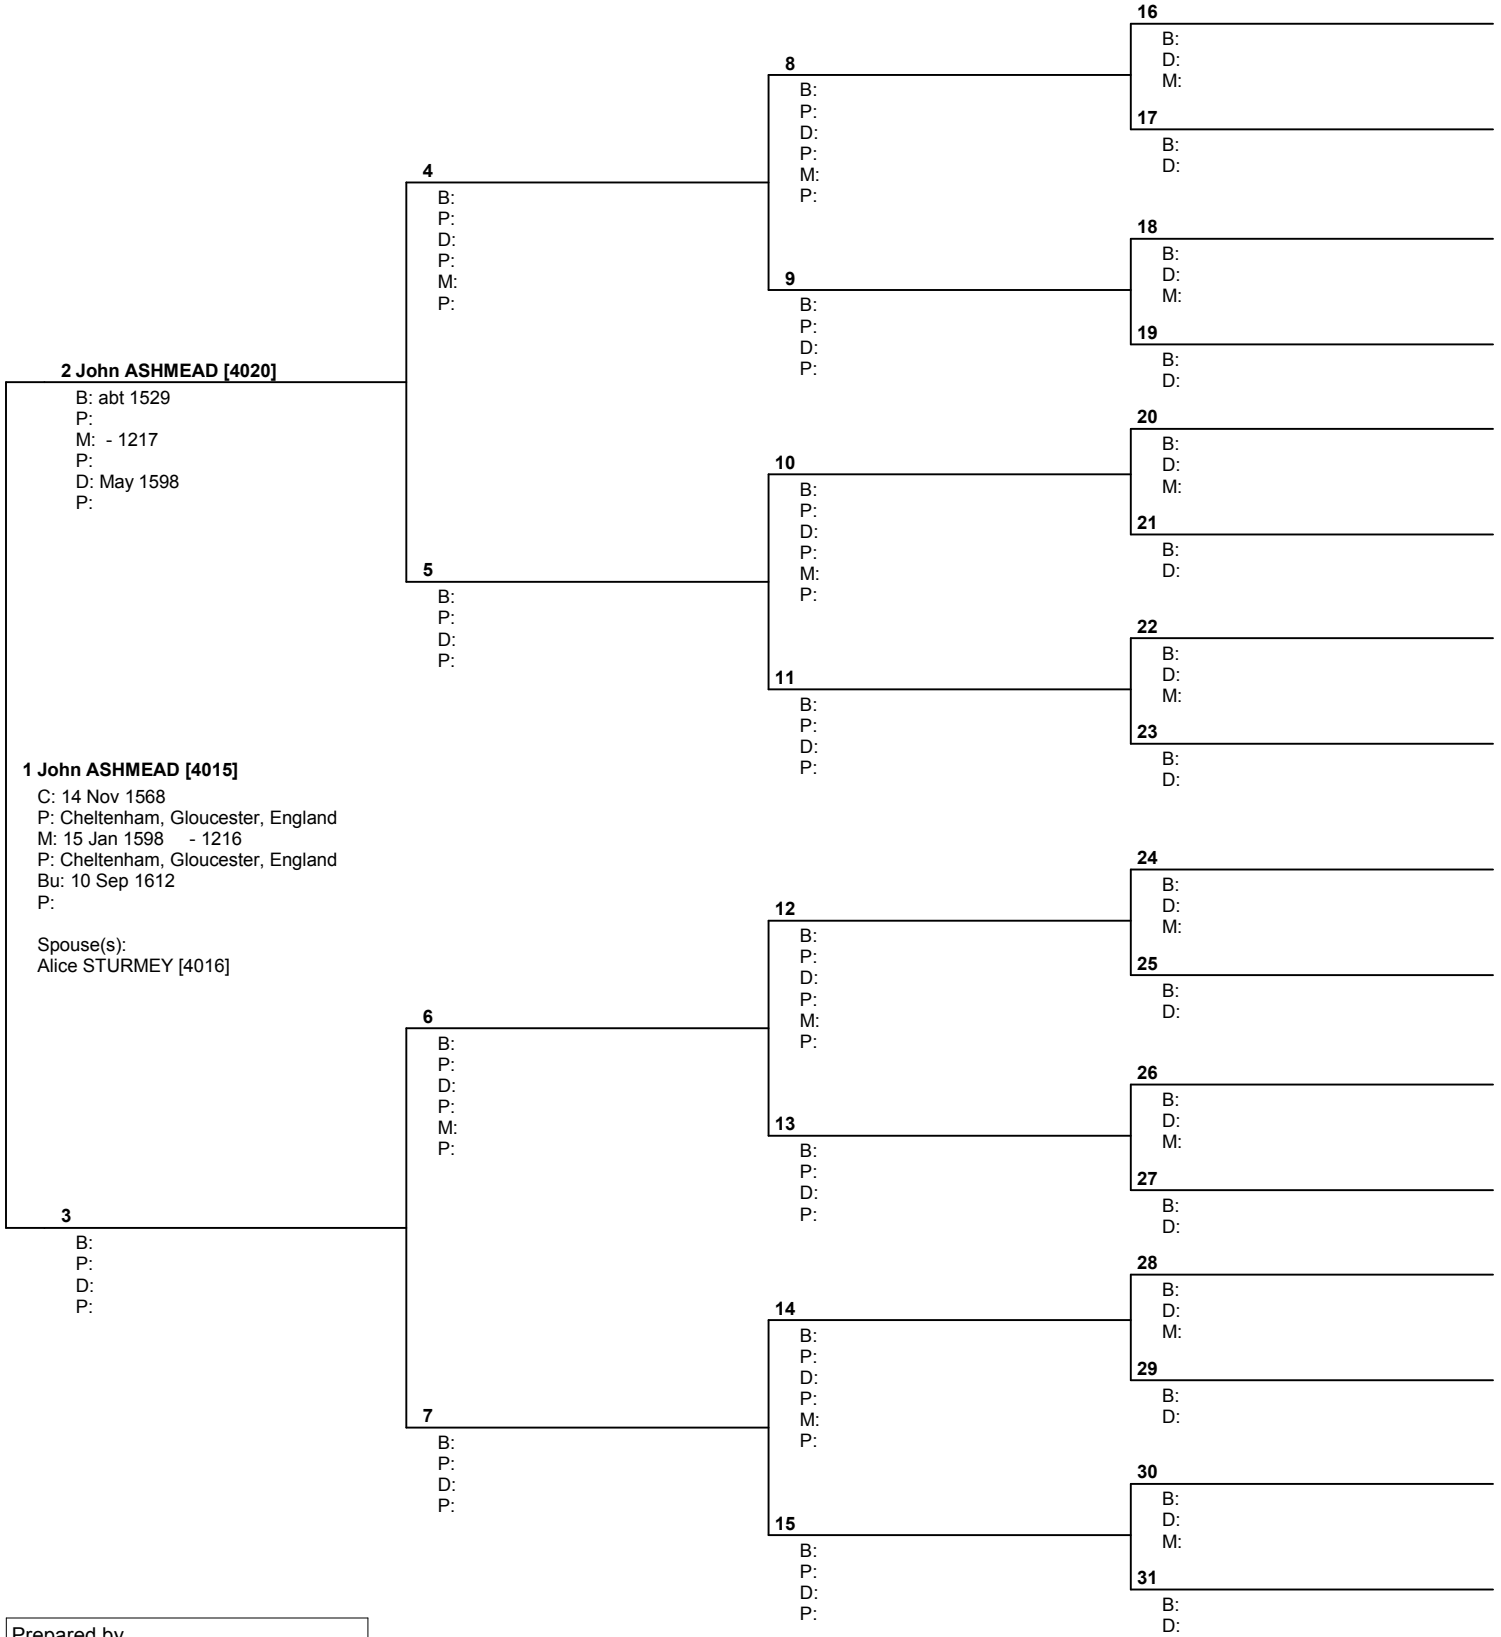 16
B:
D:
M:
17
B:
D:
8
B:
P:
D:
P:
M:
P:
18
B:
D:
M:
19
B:
D:
9
B:
P:
D:
P:
4
B:
P:
D:
P:
M:
P:
2 John ASHMEAD [4020]
B: abt 1529
P:
M:  - 1217
P:
D: May 1598
P:
20
B:
D:
M:
21
B:
D:
10
B:
P:
D:
P:
M:
P:
5
B:
P:
D:
P:
22
B:
D:
M:
23
B:
D:
11
B:
P:
D:
P:
1 John ASHMEAD [4015]
C: 14 Nov 1568
P: Cheltenham, Gloucester, England
M: 15 Jan 1598     - 1216
P: Cheltenham, Gloucester, England
Bu: 10 Sep 1612
P:
Spouse(s):
Alice STURMEY [4016]
24
B:
D:
M:
25
B:
D:
12
B:
P:
D:
P:
M:
P:
6
B:
P:
D:
P:
M:
P:
26
B:
D:
M:
27
B:
D:
13
B:
P:
D:
P:
3
B:
P:
D:
P:
28
B:
D:
M:
29
B:
D:
14
B:
P:
D:
P:
M:
P:
7
B:
P:
D:
P:
30
B:
D:
M:
31
B:
D:
15
B:
P:
D:
P:
Prepared by